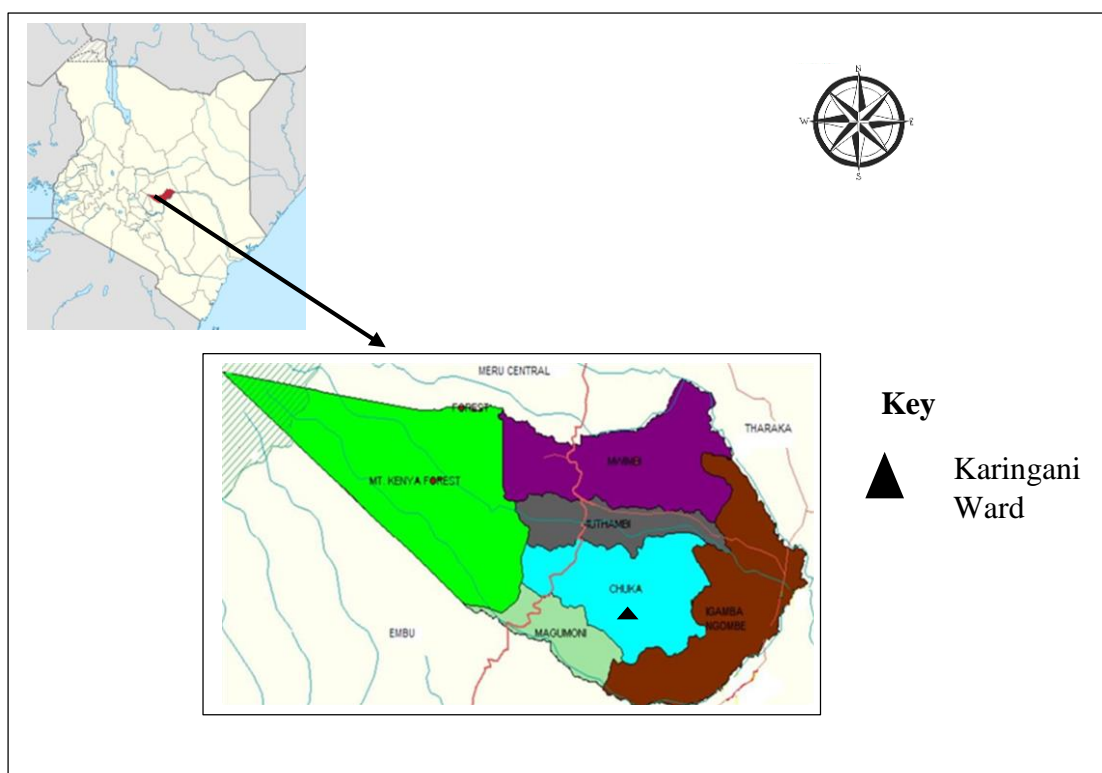 N
W
E
S
MERU CENTRAL
FOREST
THARAKA
Key
Karingani
Ward
MWIMBI
MT. KENYA FOREST
MUTHAMBI
CHUKA
IGAMBA
NGOMBE
MAGUMONI
EMBU